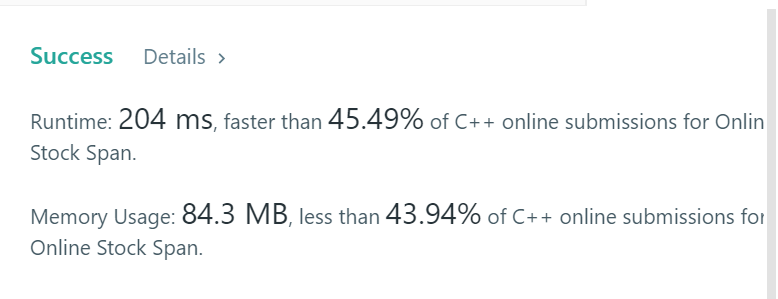 Success Details >
Runtime: 204 ms, faster than 45.49% of C++ online submissions for Onlin
Stock Span.
Memory Usage: 84.3 MB, less than 43.94% of C++ online submissions for
Online Stock Span.